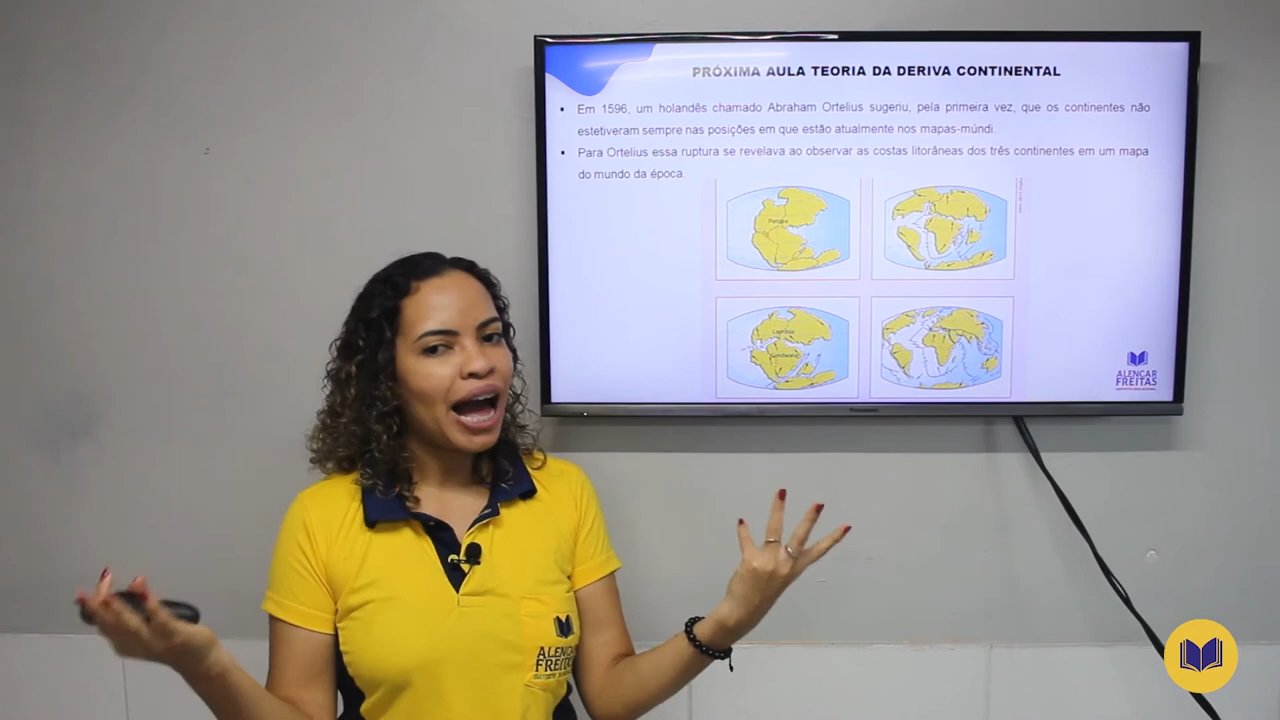 PRÓXIMA AULA TEORIA DA DERIVA CONTINENTAL
Em 1596, um holandês chamado Abraham Ortelius sugeriu, pela primeira vez, que os continentes não
estetiveram sempre nas posições em que estão atualmente nos mapas-múndi.
Para Ortelius essa ruptura se revelava ao observar as costas litorâneas dos três continentes em um mapa
do mundo da época.
Pangea
Laurásia
Gondwana
ALENCAR
FREITAS
Panasonic
ALENCAR
FREITAS